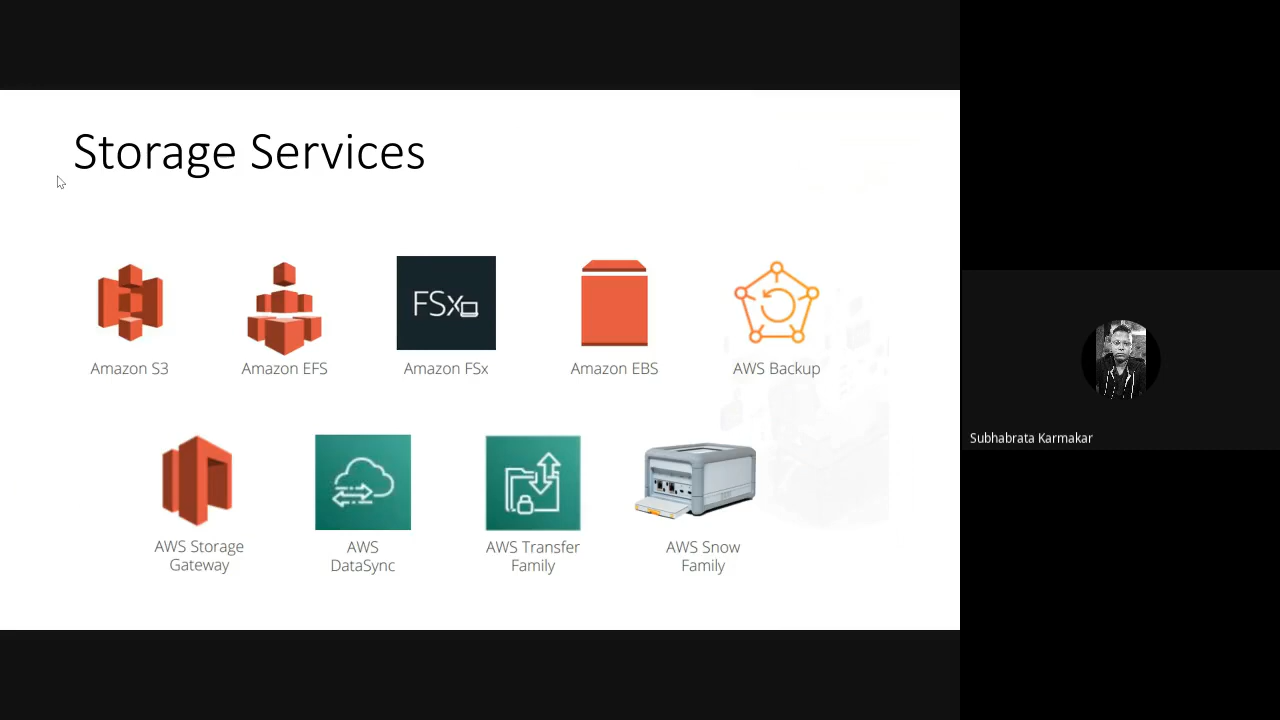 Storage Services
FSx
Amazon S3
Amazon EFS
Amazon FSx
Amazon EBS
AWS Backup
AWS Storage
Gateway
AWS
DataSync
AWS Transfer
Family
AWS Snow
Family
Subhabrata Karmakar